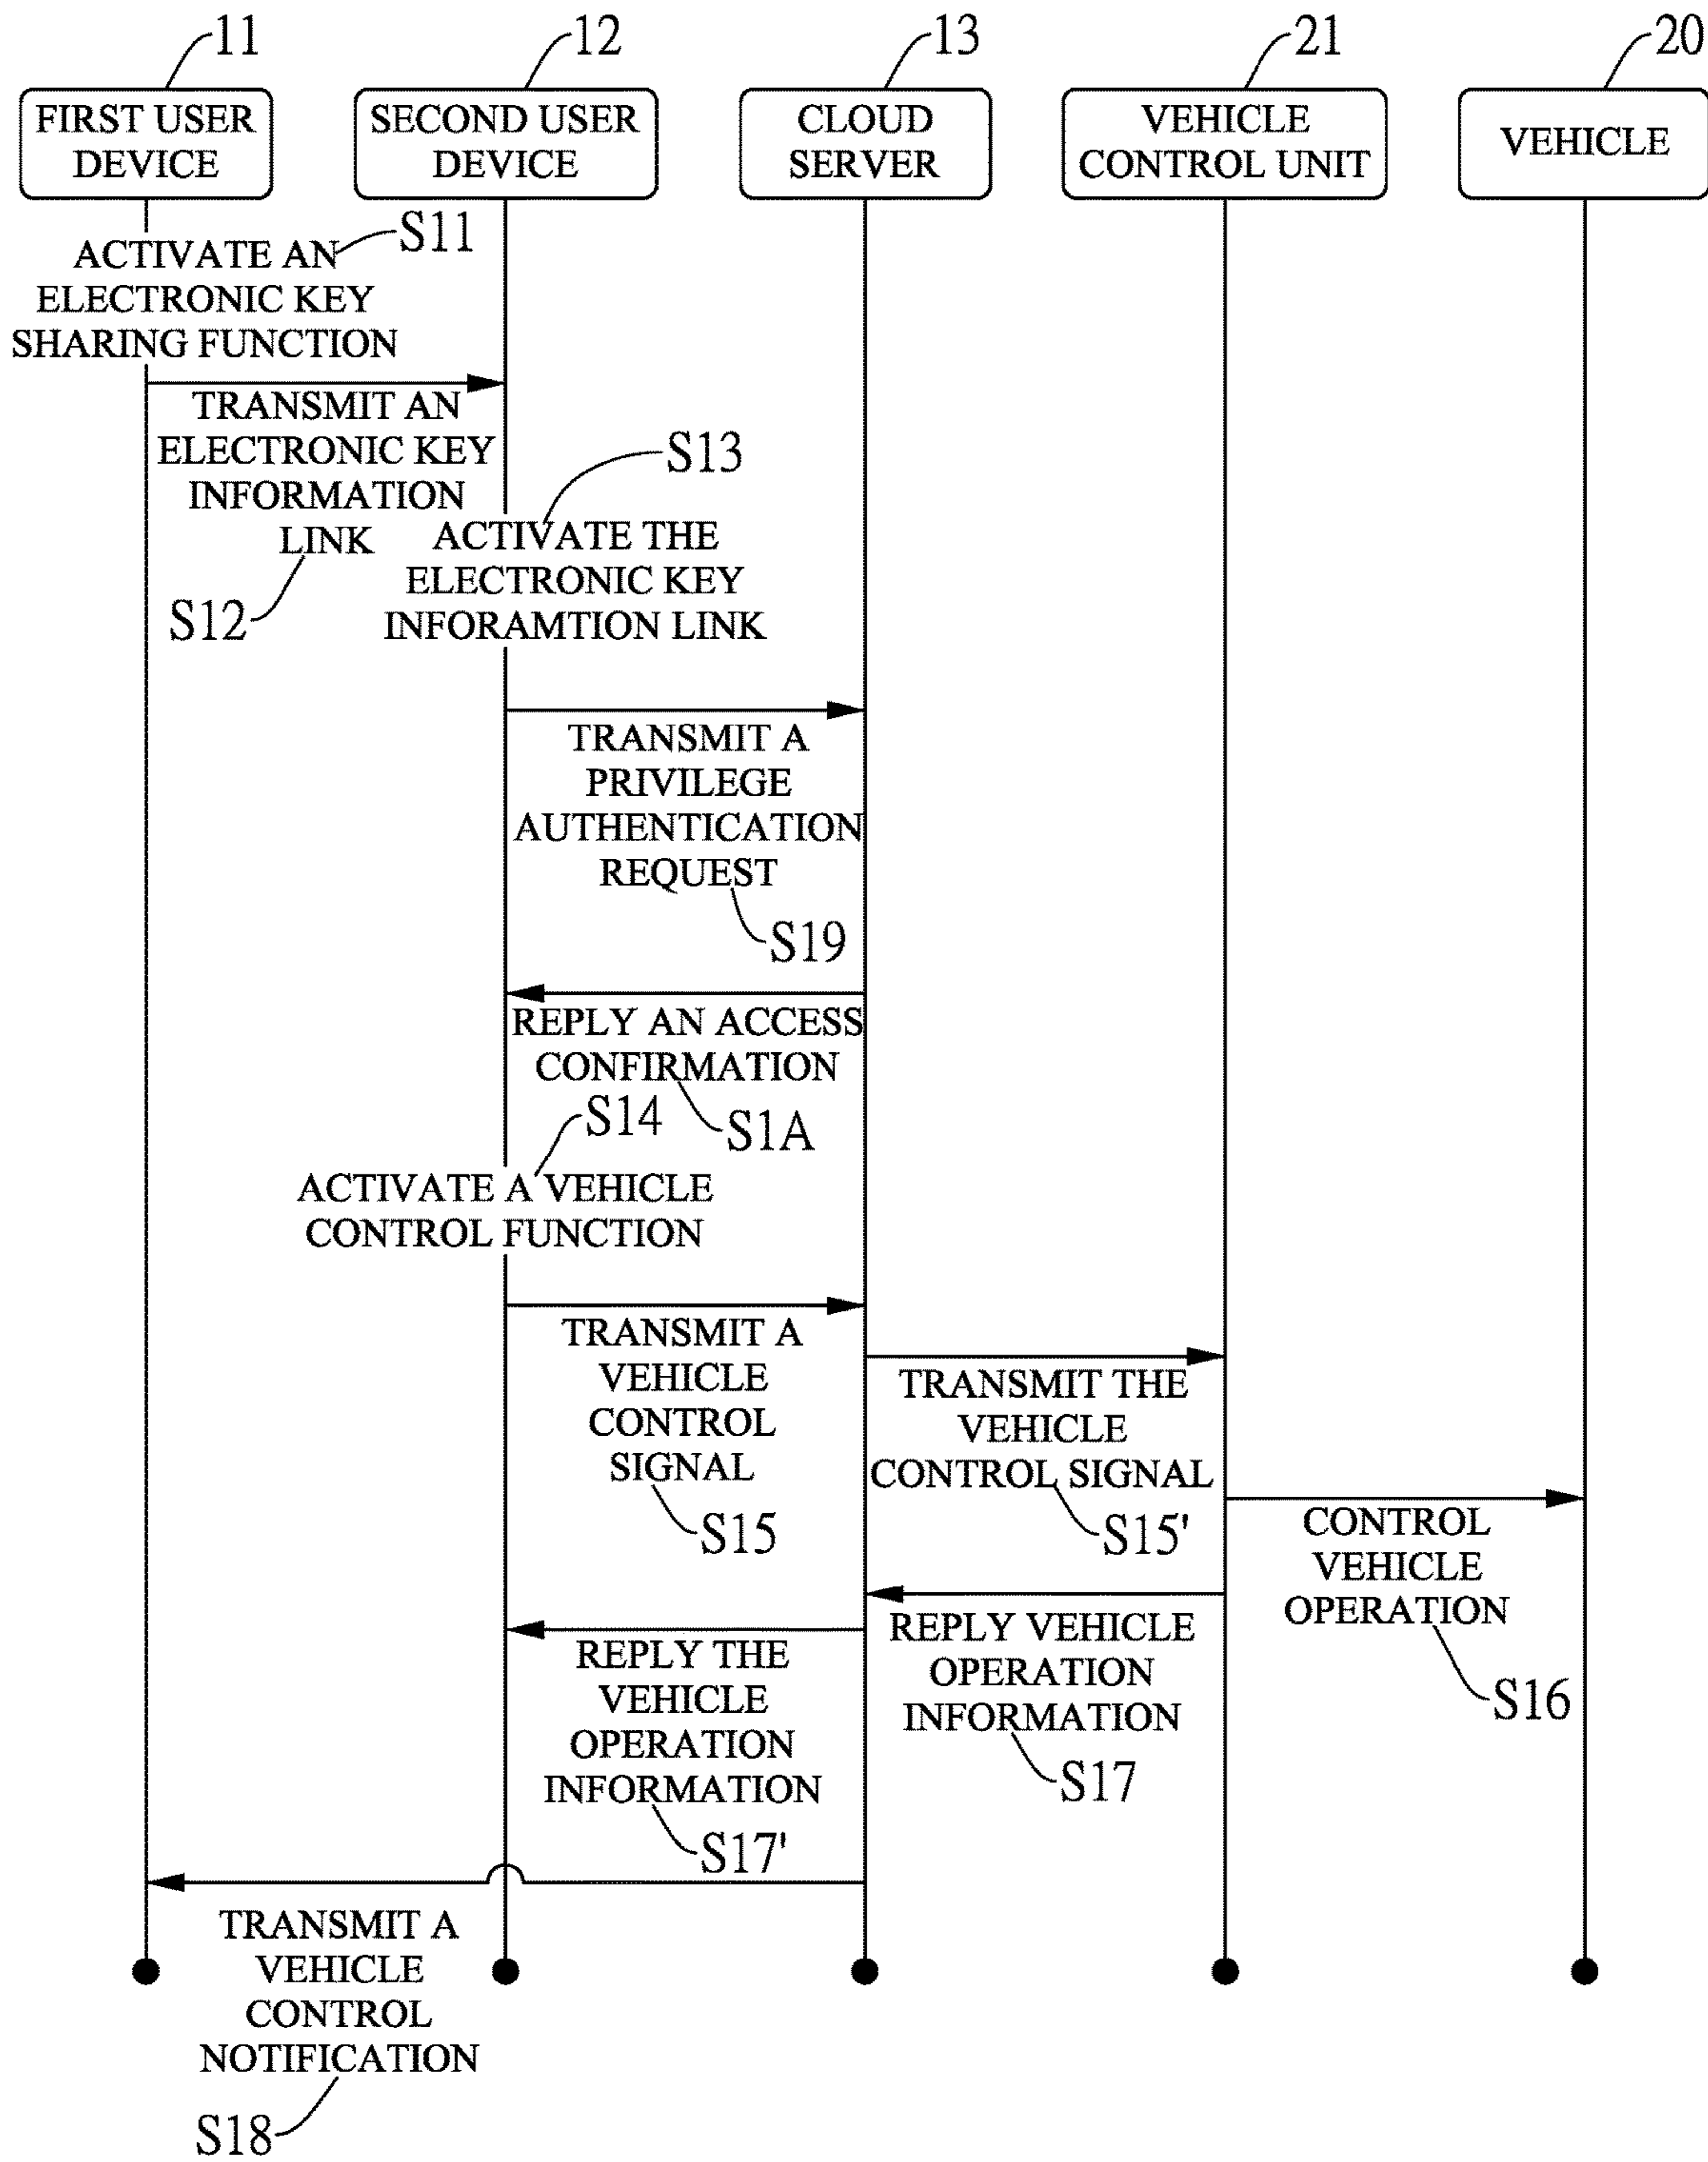 11
12
13
21
20
FIRST USER
DEVICE
SECOND USER
DEVICE
CLOUD
SERVER
VEHICLE
CONTROL UNIT
VEHICLE
S11
ACTIVATE AN
ELECTRONIC KEY
SHARING FUNCTION
TRANSMIT AN
ELECTRONIC KEY
INFORMATION
LINK
S12
S13
ACTIVATE THE
ELECTRONIC KEY
INFORAMTION LINK
TRANSMIT A
PRIVILEGE
AUTHENTICATION
REQUEST
S19
REPLY AN ACCESS
CONFIRMATION
S1A
S14
ACTIVATE A VEHICLE
CONTROL FUNCTION
TRANSMIT A
VEHICLE
CONTROL
SIGNAL
S15
TRANSMIT THE
VEHICLE
CONTROL SIGNAL
S15'
CONTROL
VEHICLE
OPERATION
S16
REPLY VEHICLE
OPERATION
INFORMATION
S17
REPLY THE
VEHICLE
OPERATION
INFORMATION
S17'
TRANSMIT A
VEHICLE
CONTROL
NOTIFICATION
S18